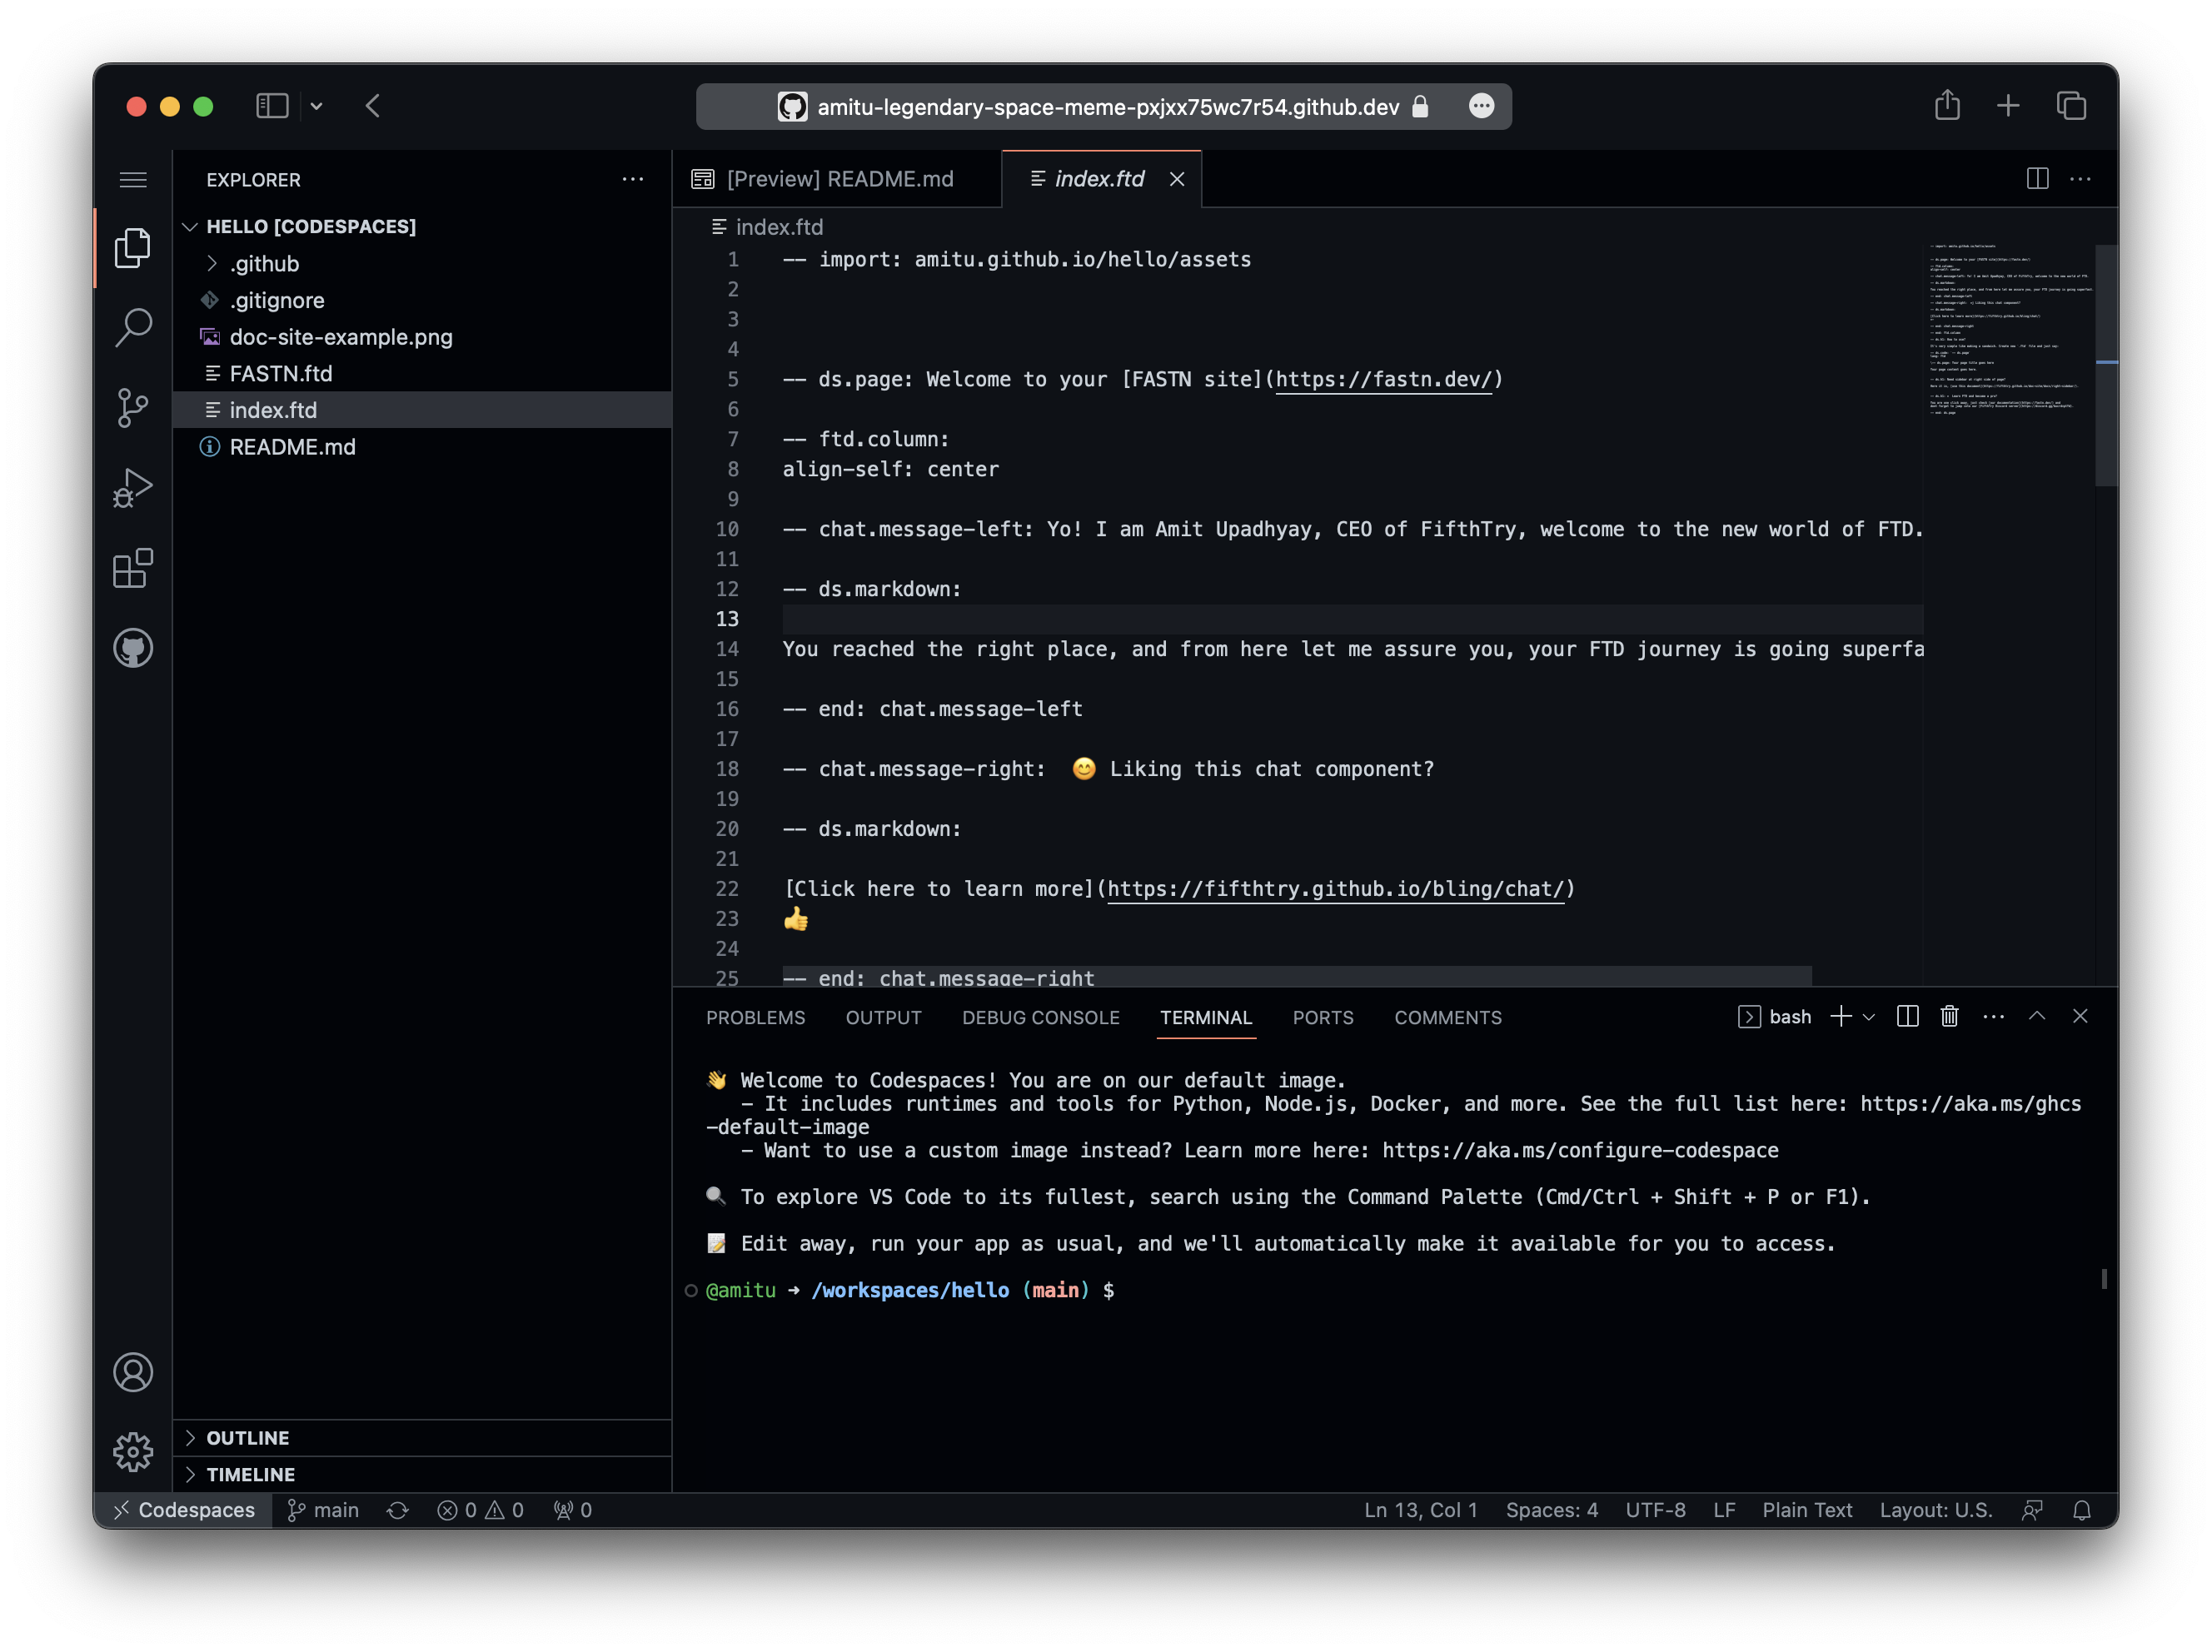 amitu-legendary-space-meme-pxjxx75wc7r54.github.dev
EXPLORER
HELLO [CODESPACES]
.github
.gitignore
doc-site-example.png
FASTN.ftd
index.ftd
README.md
OUTLINE
TIMELINE
[Preview] README.md
index.ftd
index.ftd
1 -- import: amitu.github.io/hello/assets
2
3
4
5 -- ds.page: Welcome to your [FASTN site](https://fastn.dev/)
6
7 -- ftd.column:
8 align-self: center
9
10 -- chat.message-left: Yo! I am Amit Upadhyay, CEO of FifthTry, welcome to the new world of FTD.
11
12 -- ds.markdown:
13
14 You reached the right place, and from here let me assure you, your FTD journey is going superfa
15
16 -- end: chat.message-left
17
18 -- chat.message-right: 😊 Liking this chat component?
19
20 -- ds.markdown:
21
22 [Click here to learn more](https://fifthtry.github.io/bling/chat/)
23 👍
24
25 -- end: chat.message-right
PROBLEMS OUTPUT DEBUG CONSOLE TERMINAL PORTS COMMENTS
bash
👋 Welcome to Codespaces! You are on our default image.
- It includes runtimes and tools for Python, Node.js, Docker, and more. See the full list here: https://aka.ms/ghcs
-default-image
- Want to use a custom image instead? Learn more here: https://aka.ms/configure-codespace
🔍 To explore VS Code to its fullest, search using the Command Palette (Cmd/Ctrl + Shift + P or F1).
📝 Edit away, run your app as usual, and we'll automatically make it available for you to access.
@amitu ➜ /workspaces/hello (main) $
Codespaces main 0 0 0
Ln 13, Col 1 Spaces: 4 UTF-8 LF Plain Text Layout: U.S.